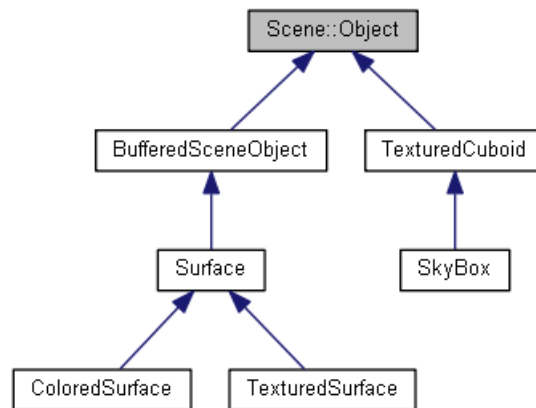 Scene::Object
BufferedSceneObject
TexturedCuboid
Surface
SkyBox
ColoredSurface
TexturedSurface